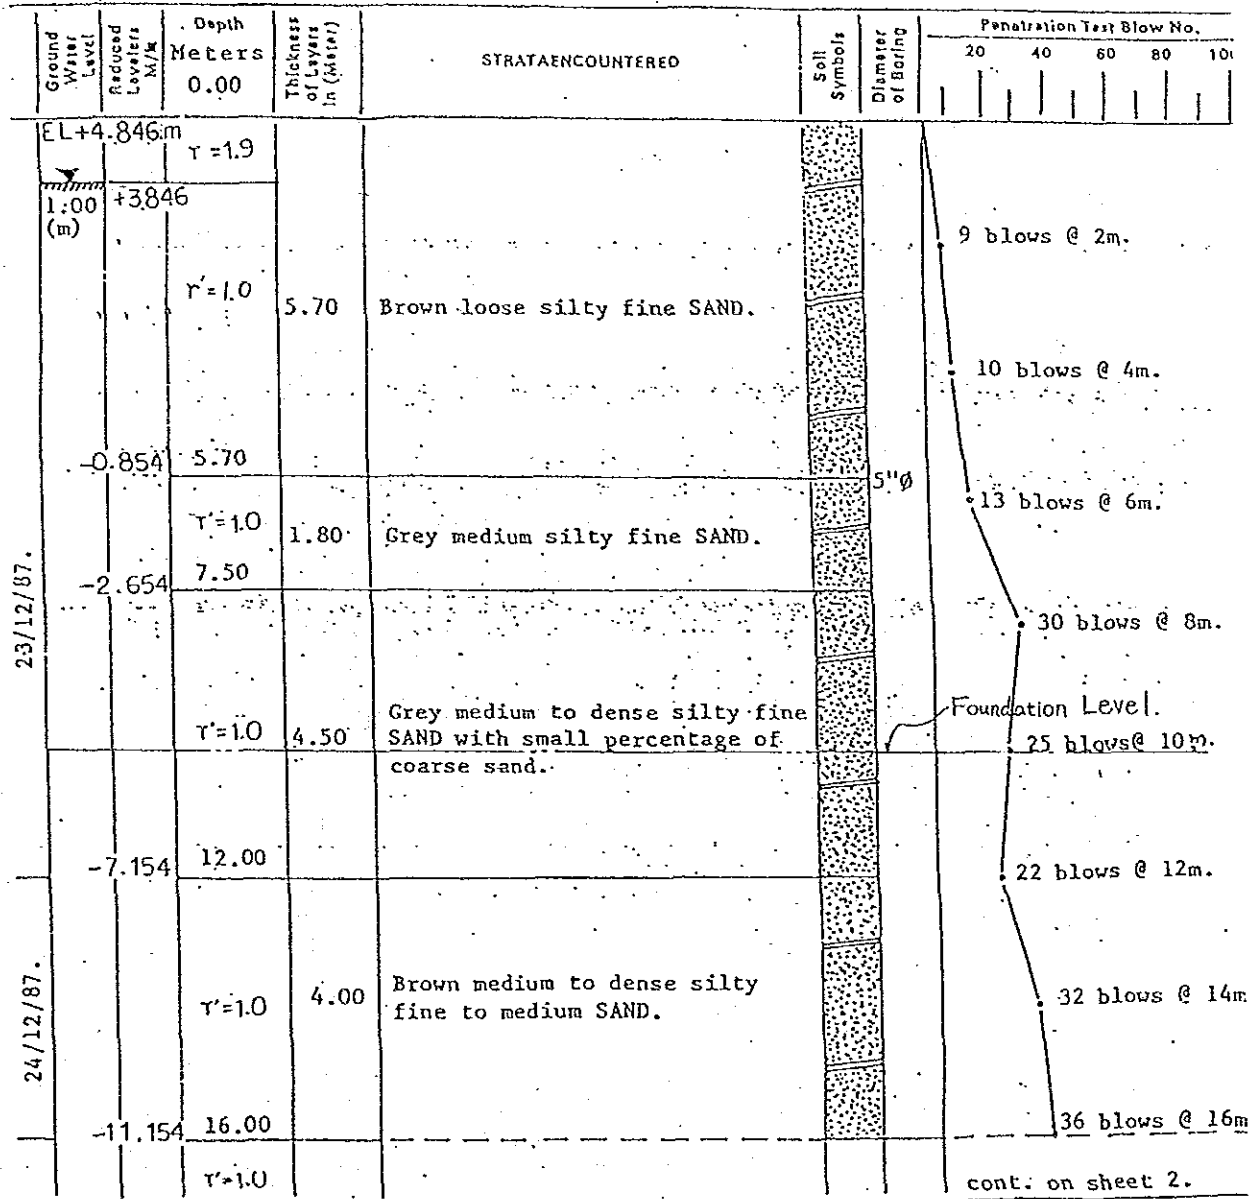 Ground Water Level
Reduced Levelers M/M
Depth Meters 0.00
Thickness of Layers In (Meter)
STRATAENCOUNTERED
Soil Symbols
Diameter of Boring
Penatration Test Blow No.
20 40 60 80 100
EL+4.846m
γ =1.9
1.00 (m)
+3.846
9 blows @ 2m.
γ'=1.0
5.70
Brown loose silty fine SAND.
10 blows @ 4m.
-0.854
5.70
5"Ø
13 blows @ 6m.
γ'=1.0
1.80
Grey medium silty fine SAND.
-2.654
7.50
23/12/87.
30 blows @ 8m.
Foundation Level.
γ'=1.0
4.50
Grey medium to dense silty fine
SAND with small percentage of
coarse sand.
25 blows@ 10m.
-7.154
12.00
22 blows @ 12m.
24/12/87.
γ'=1.0
4.00
Brown medium to dense silty
fine to medium SAND.
32 blows @ 14m
-11.154
16.00
36 blows @ 16m
γ'=1.0
cont. on sheet 2.